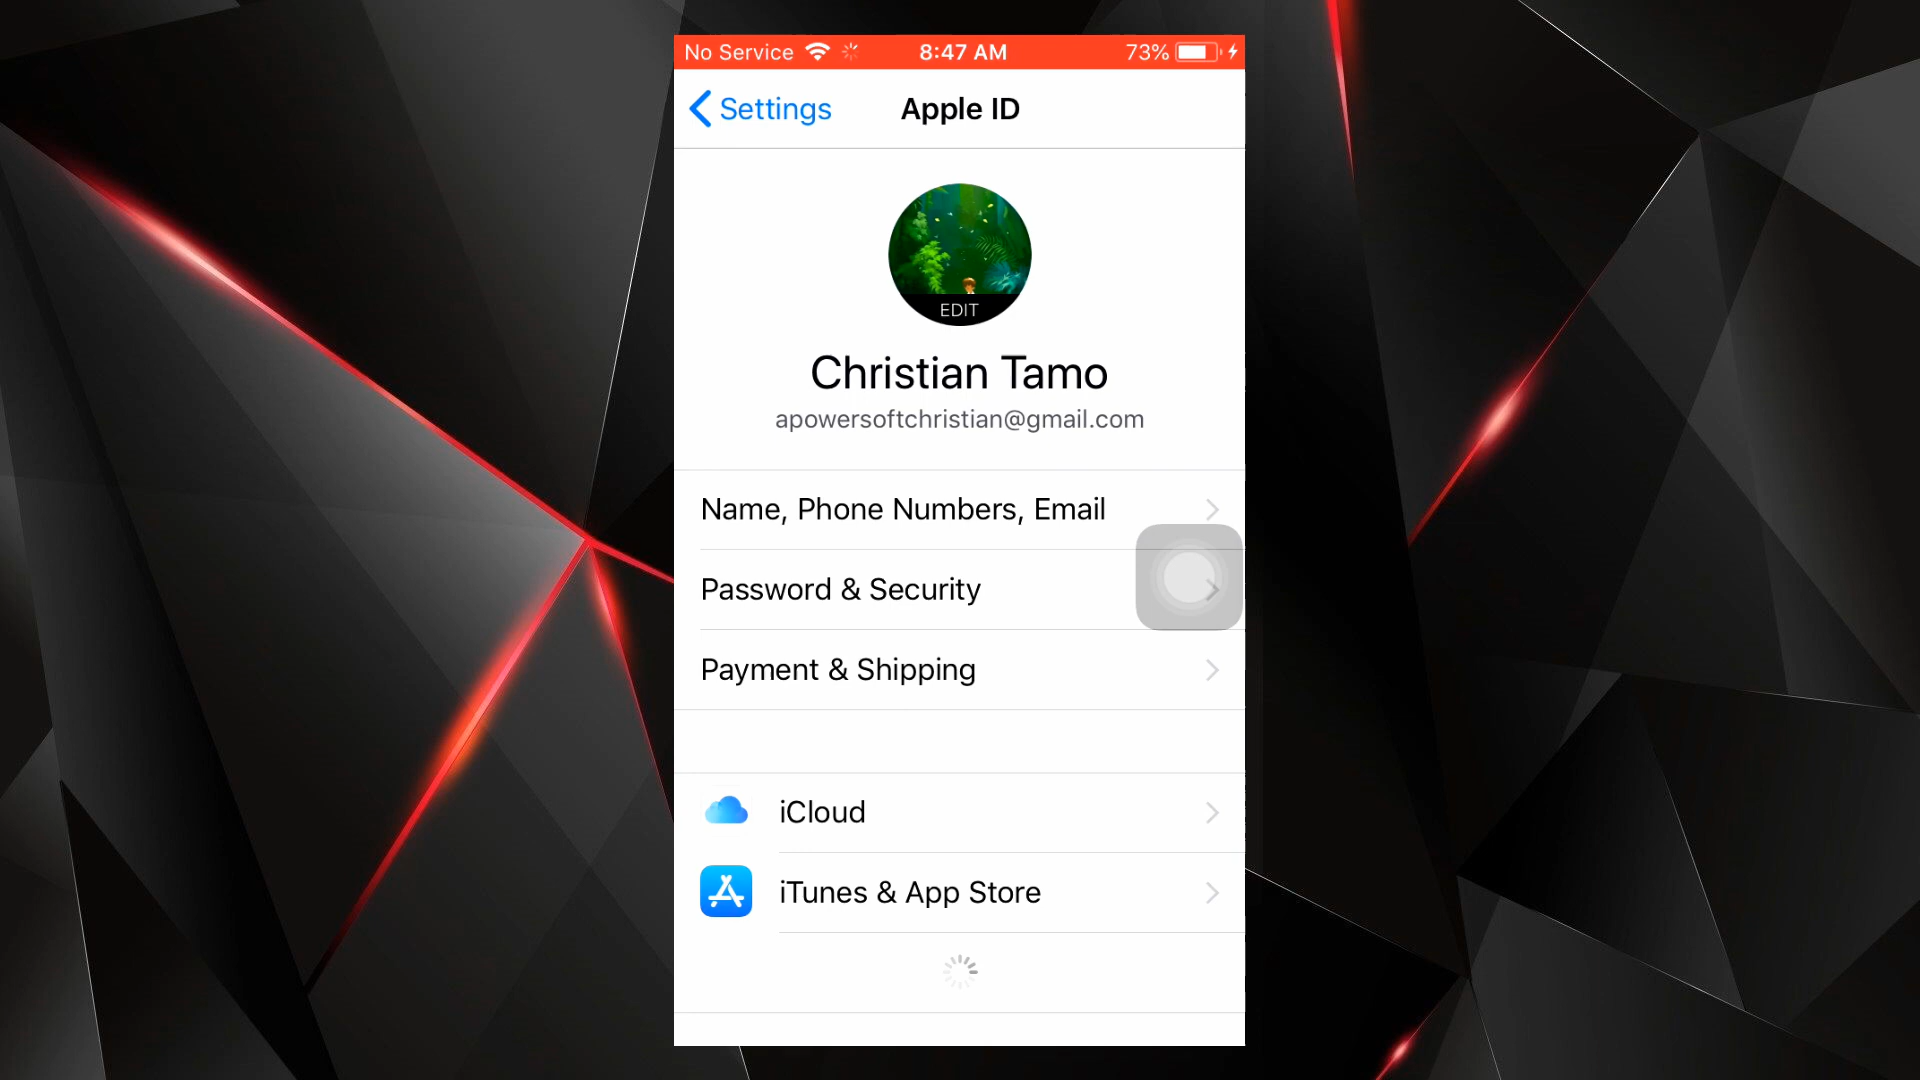 No Service 8:47 AM 73%
Settings Apple ID
EDIT
Christian Tamo
apowersoftchristian@gmail.com
Name, Phone Numbers, Email
Password & Security
Payment & Shipping
iCloud
iTunes & App Store